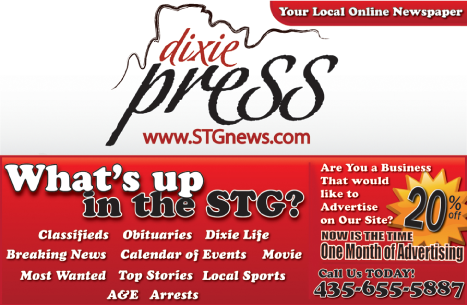 Your Local Online Newspaper
dixie
press
www.STGnews.com
What's up
in the STG?
Classifieds Obituaries Dixie Life
Breaking News Calendar of Events Movie
Most Wanted Top Stories Local Sports
A&E Arrests
Are You a Business
That would
like to
Advertise
on Our Site?
20%
off
NOW IS THE TIME
One Month of Advertising
Call Us TODAY!
435-655-5887